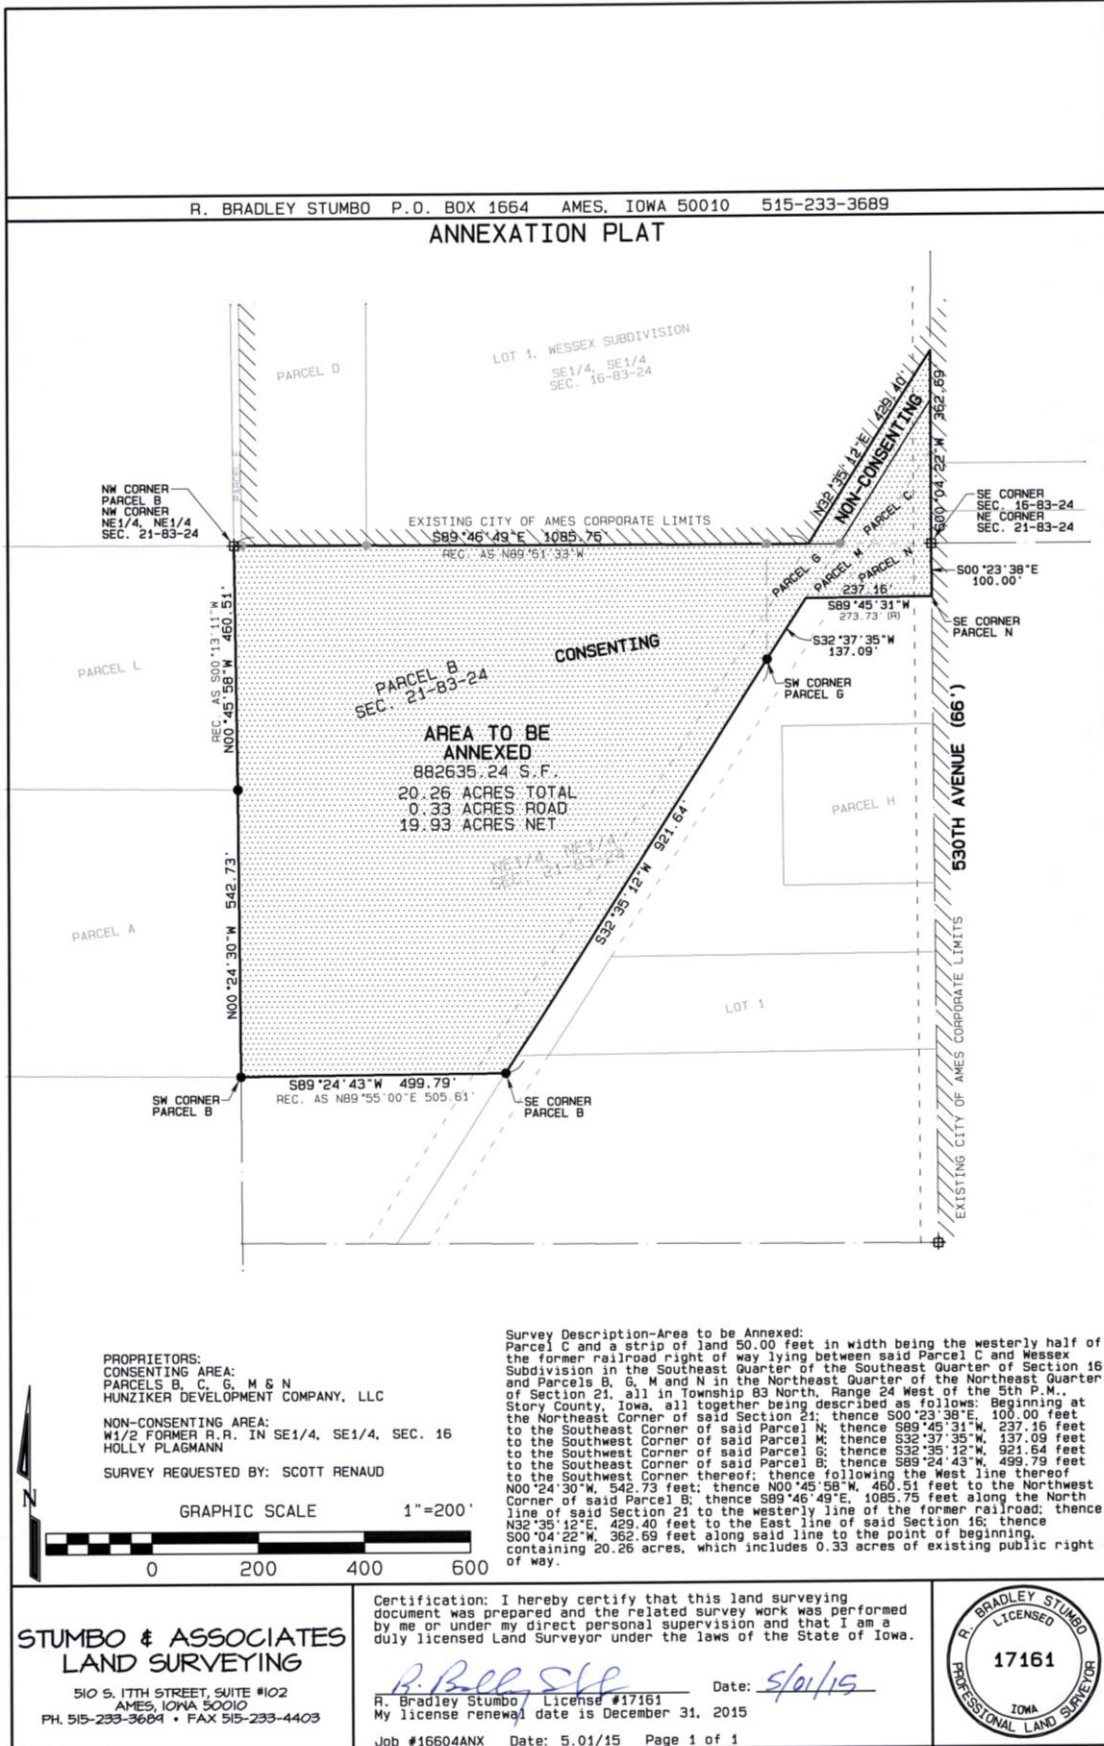 R. BRADLEY STUMBO P.O. BOX 1664 AMES, IOWA 50010 515-233-3689
ANNEXATION PLAT
LOT 1, WESSEX SUBDIVISION
SE1/4, SE1/4
SEC. 16-83-24
PARCEL D
PARCEL E
N32°35'12"E 429.40'
NON-CONSENTING
S00°04'22"W 362.69'
PARCEL C
NW CORNER
PARCEL B
NW CORNER
NE1/4, NE1/4
SEC. 21-83-24
SE CORNER
SEC. 16-83-24
NE CORNER
SEC. 21-83-24
EXISTING CITY OF AMES CORPORATE LIMITS
S89°46'49"E 1085.75'
REC. AS N89°51'33"W
PARCEL G
PARCEL M
PARCEL N
S00°23'38"E
100.00'
237.16'
S89°45'31"W
273.73'(R)
SE CORNER
PARCEL N
S32°37'35"W
137.09'
SW CORNER
PARCEL G
REC. AS S00°13'11"W
N00°45'58"W 460.51'
PARCEL L
CONSENTING
PARCEL B
SEC. 21-83-24
AREA TO BE
ANNEXED
882635.24 S.F.
20.26 ACRES TOTAL
0.33 ACRES ROAD
19.93 ACRES NET
NE1/4, NE1/4
SEC. 21-83-24
S32°35'12"W 921.64'
PARCEL H
530TH AVENUE (66')
PARCEL A
N00°24'30"W 542.73'
LOT 1
EXISTING CITY OF AMES CORPORATE LIMITS
S89°24'43"W 499.79'
REC. AS N89°55'00"E 505.61'
SW CORNER
PARCEL B
SE CORNER
PARCEL B
PROPRIETORS:
CONSENTING AREA:
PARCELS B, C, G, M & N
HUNZIKER DEVELOPMENT COMPANY, LLC
NON-CONSENTING AREA:
W1/2 FORMER R.R. IN SE1/4, SE1/4, SEC. 16
HOLLY PLAGMANN
SURVEY REQUESTED BY: SCOTT RENAUD
N
GRAPHIC SCALE 1"=200'
0 200 400 600
Survey Description-Area to be Annexed:
Parcel C and a strip of land 50.00 feet in width being the westerly half of
the former railroad right of way lying between said Parcel C and Wessex
Subdivision in the Southeast Quarter of the Southeast Quarter of Section 16
and Parcels B, G, M and N in the Northeast Quarter of the Northeast Quarter
of Section 21, all in Township 83 North, Range 24 West of the 5th P.M.,
Story County, Iowa, all together being described as follows: Beginning at
the Northeast Corner of said Section 21; thence S00°23'38"E, 100.00 feet
to the Southeast Corner of said Parcel N; thence S89°45'31"W, 237.16 feet
to the Southwest Corner of said Parcel M; thence S32°37'35"W, 137.09 feet
to the Southwest Corner of said Parcel G; thence S32°35'12"W, 921.64 feet
to the Southeast Corner of said Parcel B; thence S89°24'43"W, 499.79 feet
to the Southwest Corner thereof; thence following the West line thereof
N00°24'30"W, 542.73 feet; thence N00°45'58"W, 460.51 feet to the Northwest
Corner of said Parcel B; thence S89°46'49"E, 1085.75 feet along the North
line of said Section 21 to the westerly line of the former railroad; thence
N32°35'12"E, 429.40 feet to the East line of said Section 16; thence
S00°04'22"W, 362.69 feet along said line to the point of beginning,
containing 20.26 acres, which includes 0.33 acres of existing public right
of way.
STUMBO & ASSOCIATES
LAND SURVEYING
510 S. 17TH STREET, SUITE #102
AMES, IOWA 50010
PH. 515-233-3689 • FAX 515-233-4403
Certification: I hereby certify that this land surveying
document was prepared and the related survey work was performed
by me or under my direct personal supervision and that I am a
duly licensed Land Surveyor under the laws of the State of Iowa.
Date: 5/01/15
R. Bradley Stumbo License #17161
My license renewal date is December 31, 2015
Job #16604ANX Date: 5.01/15 Page 1 of 1
R. BRADLEY STUMBO
LICENSED
17161
IOWA
PROFESSIONAL LAND SURVEYOR